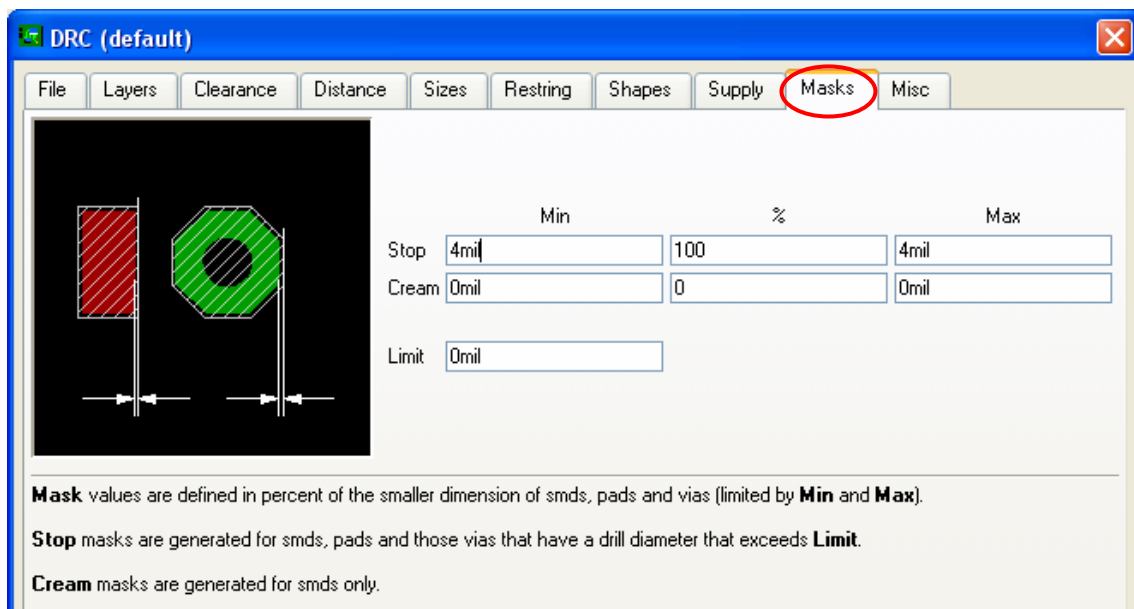 DRC (default)
File Layers Clearance Distance Sizes Restring Shapes Supply Masks Misc
Min % Max
Stop 4mil 100 4mil
Cream 0mil 0 0mil
Limit 0mil
Mask values are defined in percent of the smaller dimension of smds, pads and vias (limited by Min and Max).
Stop masks are generated for smds, pads and those vias that have a drill diameter that exceeds Limit.
Cream masks are generated for smds only.